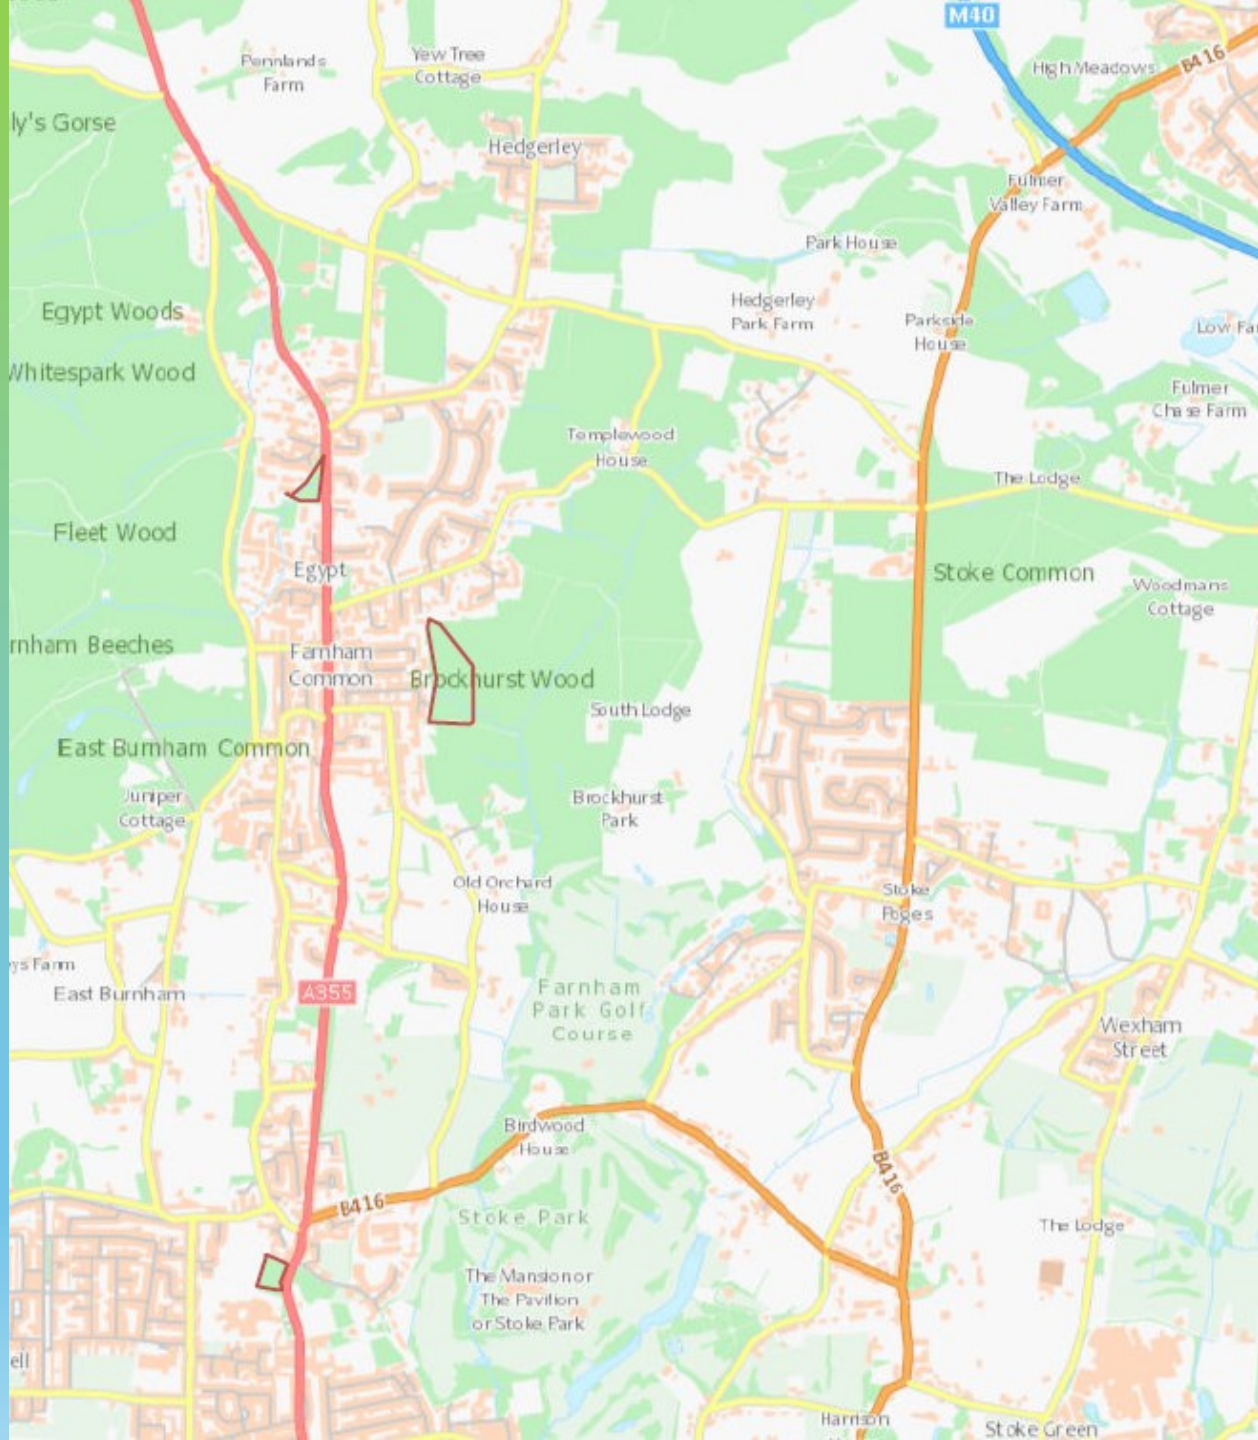 M40
Pennlands
Farm
Yew Tree
Cottage
High Meadows
B416
ly's Gorse
Hedgerley
Fulmer
Valley Farm
Park House
Egypt Woods
Hedgerley
Park Farm
Parkside
House
Low Fa
Whitespark Wood
Fulmer
Chase Farm
Templewood
House
The Lodge
Fleet Wood
Egypt
Stoke Common
Woodmans
Cottage
rnham Beeches
Farnham
Common
Brockhurst Wood
South Lodge
East Burnham Common
Juniper
Cottage
Brockhurst
Park
Old Orchard
House
Stoke
Poges
ys Farm
East Burnham
A355
Farnham
Park Golf
Course
Wexham
Street
Birdwood
House
B416
B416
Stoke Park
The Lodge
The Mansion or
The Pavilion
or Stoke Park
ell
Harrison
Stoke Green